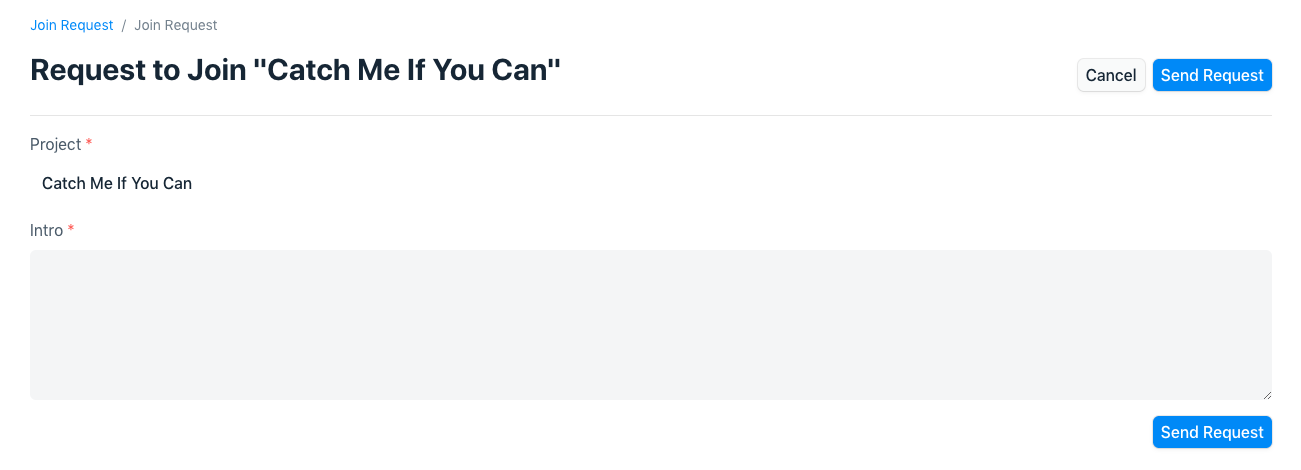 Join Request / Join Request
Request to Join "Catch Me If You Can"
Cancel Send Request
Project *
Catch Me If You Can
Intro *
Send Request